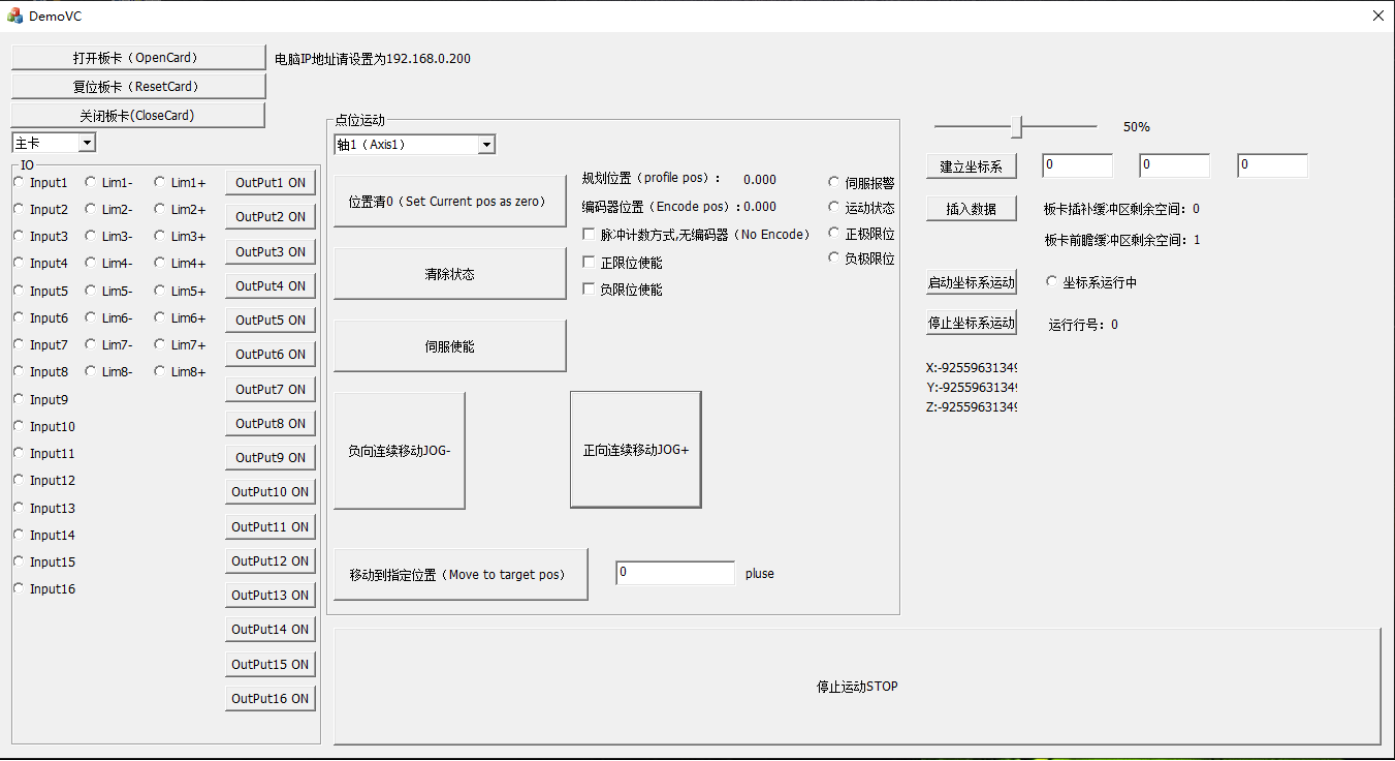 DemoVC
打开板卡（OpenCard）
电脑IP地址请设置为192.168.0.200
复位板卡（ResetCard）
关闭板卡(CloseCard)
主卡
IO
Input1 Lim1- Lim1+ OutPut1 ON
Input2 Lim2- Lim2+ OutPut2 ON
Input3 Lim3- Lim3+ OutPut3 ON
Input4 Lim4- Lim4+ OutPut4 ON
Input5 Lim5- Lim5+ OutPut5 ON
Input6 Lim6- Lim6+ OutPut6 ON
Input7 Lim7- Lim7+ OutPut7 ON
Input8 Lim8- Lim8+ OutPut8 ON
Input9 OutPut9 ON
Input10 OutPut10 ON
Input11 OutPut11 ON
Input12 OutPut12 ON
Input13 OutPut13 ON
Input14 OutPut14 ON
Input15 OutPut15 ON
Input16 OutPut16 ON
点位运动
轴1（Axis1）
位置清0（Set Current pos as zero）
清除状态
伺服使能
规划位置（profile pos）: 0.000
编码器位置（Encode pos）: 0.000
脉冲计数方式,无编码器（No Encode）
正限位使能
负限位使能
伺服报警
运动状态
正极限位
负极限位
负向连续移动JOG-
正向连续移动JOG+
移动到指定位置（Move to target pos）
0 pluse
50%
建立坐标系 0 0 0
插入数据
板卡插补缓冲区剩余空间: 0
板卡前瞻缓冲区剩余空间: 1
启动坐标系运动 坐标系运行中
停止坐标系运动 运行行号: 0
X:-92559631349
Y:-92559631349
Z:-92559631349
停止运动STOP